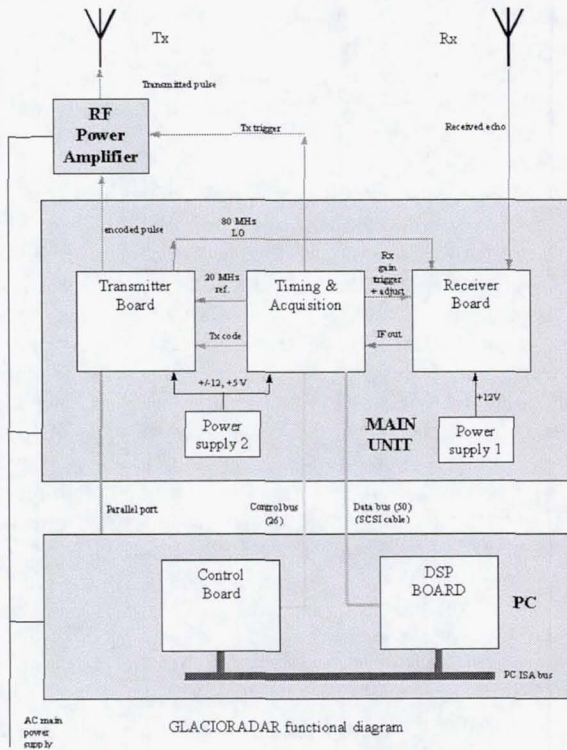 Tx
Rx
Transmitted pulse
RF
Power
Amplifier
Tx trigger
Received echo
encoded pulse
80 MHz
LO
Transmitter
Board
20 MHz
ref.
Timing &
Acquisition
Rx
gain
trigger
+ adjust
Receiver
Board
Tx code
IF out
+/-12, +5 V
+12V
Power
supply 2
MAIN
UNIT
Power
supply 1
Parallel port
Control bus
(26)
Data bus (50)
(SCSI cable)
Control
Board
DSP
BOARD
PC
PC ISA bus
AC main
power
supply
GLACIORADAR functional diagram